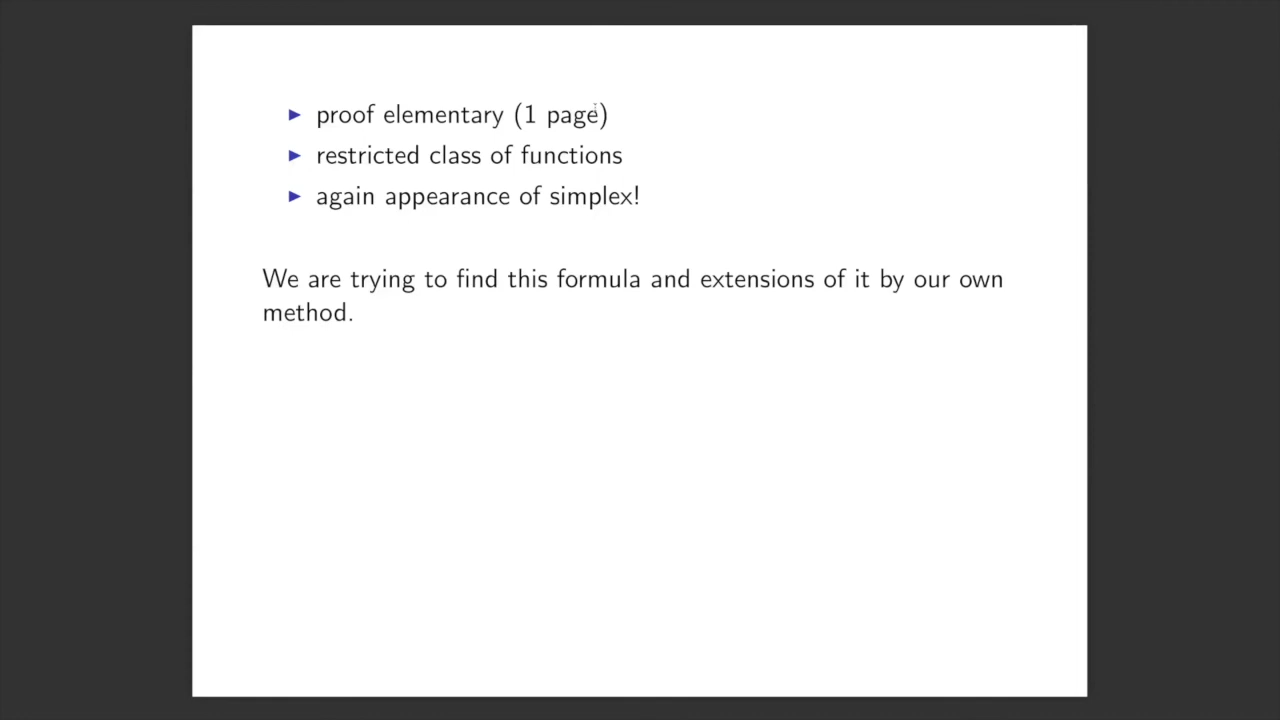 ▶ proof elementary (1 page)
▶ restricted class of functions
▶ again appearance of simplex!
We are trying to find this formula and extensions of it by our own
method.